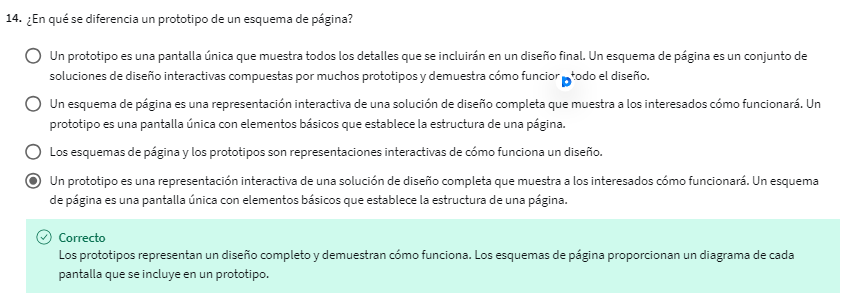 14. ¿En qué se diferencia un prototipo de un esquema de página?
Un prototipo es una pantalla única que muestra todos los detalles que se incluirán en un diseño final. Un esquema de página es un conjunto de
soluciones de diseño interactivas compuestas por muchos prototipos y demuestra cómo todo el diseño.
Un esquema de página es una representación interactiva de una solución de diseño completa que muestra a los interesados cómo funcionará. Un
prototipo es una pantalla única con elementos básicos que establece la estructura de una página.
Los esquemas de página y los prototipos son representaciones interactivas de cómo funciona un diseño.
Un prototipo es una representación interactiva de una solución de diseño completa que muestra a los interesados cómo funcionará. Un esquema
de página es una pantalla única con elementos básicos que establece la estructura de una página.
Correcto
Los prototipos representan un diseño completo y demuestran cómo funciona. Los esquemas de página proporcionan un diagrama de cada
pantalla que se incluye en un prototipo.